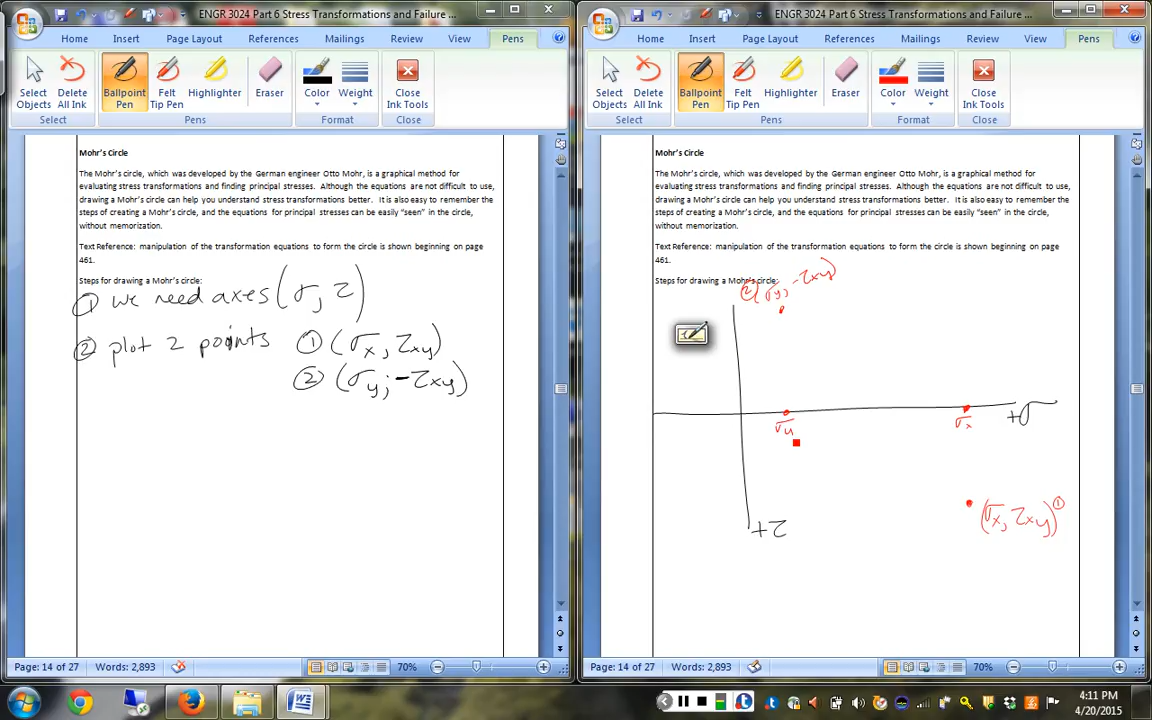 ENGR 3024 Part 6 Stress Transformations and Failure ...
Home Insert Page Layout References Mailings Review View Pens
Select Objects
Delete All Ink
Ballpoint Pen
Felt Tip Pen
Highlighter
Eraser
Color
Weight
Close Ink Tools
Select Pens Format Close
Mohr's Circle
The Mohr's circle, which was developed by the German engineer Otto Mohr, is a graphical method for
evaluating stress transformations and finding principal stresses. Although the equations are not difficult to use,
drawing a Mohr's circle can help you understand stress transformations better. It is also easy to remember the
steps of creating a Mohr's circle, and the equations for principal stresses can be easily “seen” in the circle,
without memorization.
Text Reference: manipulation of the transformation equations to form the circle is shown beginning on page
461.
Steps for drawing a Mohr's circle:
① we need axes (σ, τ)
② plot 2 points ① (σx, τxy)
② (σy, -τxy)
Page: 14 of 27 Words: 2,893 70%
ENGR 3024 Part 6 Stress Transformations and Failure ...
Home Insert Page Layout References Mailings Review View Pens
Select Objects
Delete All Ink
Ballpoint Pen
Felt Tip Pen
Highlighter
Eraser
Color
Weight
Close Ink Tools
Select Pens Format Close
Mohr's Circle
The Mohr's circle, which was developed by the German engineer Otto Mohr, is a graphical method for
evaluating stress transformations and finding principal stresses. Although the equations are not difficult to use,
drawing a Mohr's circle can help you understand stress transformations better. It is also easy to remember the
steps of creating a Mohr's circle, and the equations for principal stresses can be easily “seen” in the circle,
without memorization.
Text Reference: manipulation of the transformation equations to form the circle is shown beginning on page
461.
Steps for drawing a Mohr's circle:
② (σy, -τxy)
σy
σx
+σ
(σx, τxy) ①
+τ
Page: 14 of 27 Words: 2,893 70%
4:11 PM
4/20/2015